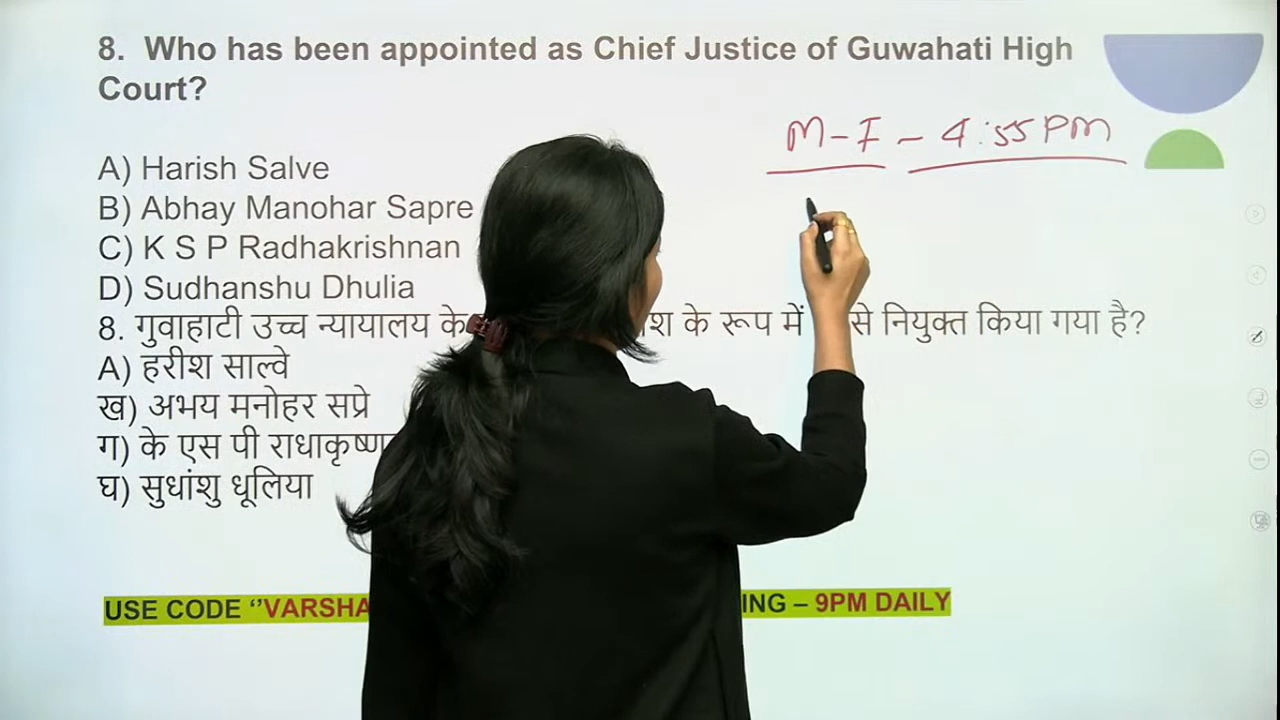 8. Who has been appointed as Chief Justice of Guwahati High
Court?
M-F - 4:55 PM
A) Harish Salve
B) Abhay Manohar Sapre
C) K S P Radhakrishnan
D) Sudhanshu Dhulia
8. गुवाहाटी उच्च न्यायालय के के रूप में नियुक्त किया गया है?
A) हरीश साल्वे
ख) अभय मनोहर सप्रे
ग) के एस पी
घ) सुधांशु धूलिया
USE CODE ‘’VARSHA – 9PM DAILY